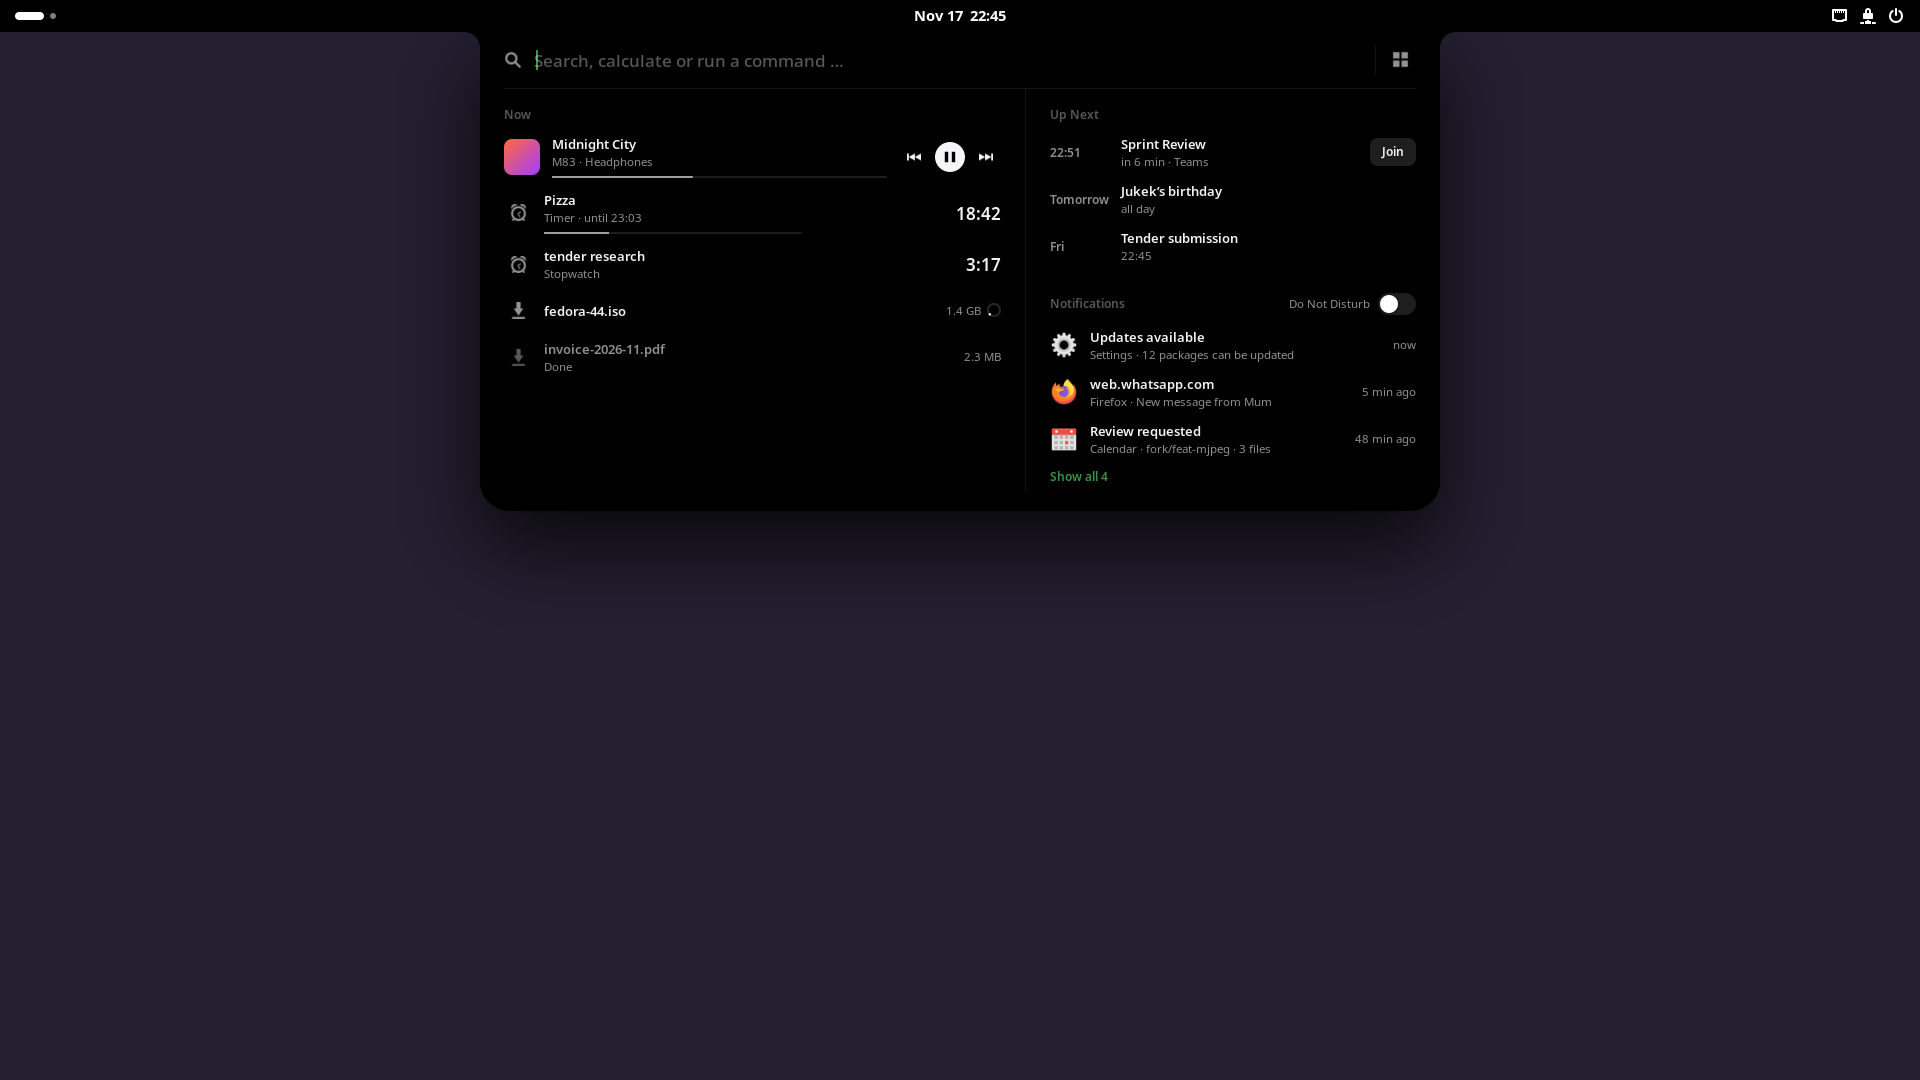 Nov 17 22:45
Search, calculate or run a command ...
Now
Midnight City
M83 · Headphones
Pizza
Timer · until 23:03
18:42
tender research
Stopwatch
3:17
fedora-44.iso
1.4 GB
invoice-2026-11.pdf
Done
2.3 MB
Up Next
22:51
Sprint Review
in 6 min · Teams
Join
Tomorrow
Jukek’s birthday
all day
Fri
Tender submission
22:45
Notifications
Do Not Disturb
Updates available
Settings · 12 packages can be updated
now
web.whatsapp.com
Firefox · New message from Mum
5 min ago
Review requested
Calendar · fork/feat-mjpeg · 3 files
48 min ago
Show all 4